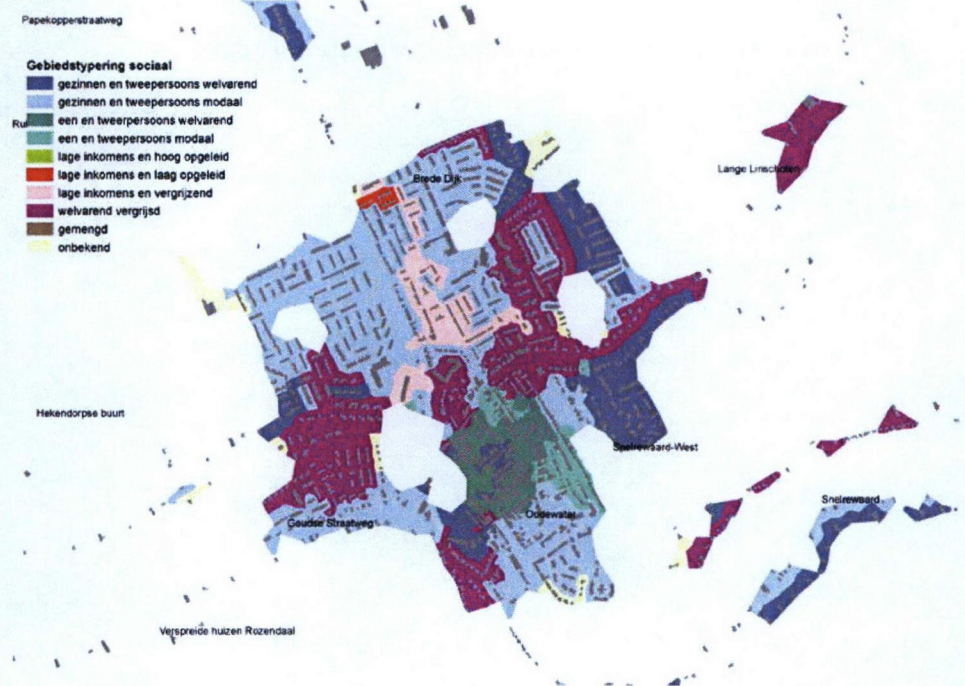 Papekopperstraatweg
Gebiedstypering sociaal
gezinnen en tweepersoons welvarend
gezinnen en tweepersoons modaal
een en tweerpersoons welvarend
Ru
een en tweepersoons modaal
lage inkomens en hoog opgeleid
lage inkomens en laag opgeleid
lage inkomens en vergrijzend
welvarend vergrijsd
gemengd
onbekend
Brede Dijk
Lange Linschoten
Hekendorpse buurt
Snelrewaard-West
Snelrewaard
Goudse Straatweg
Oudewater
Verspreide huizen Rozendaal